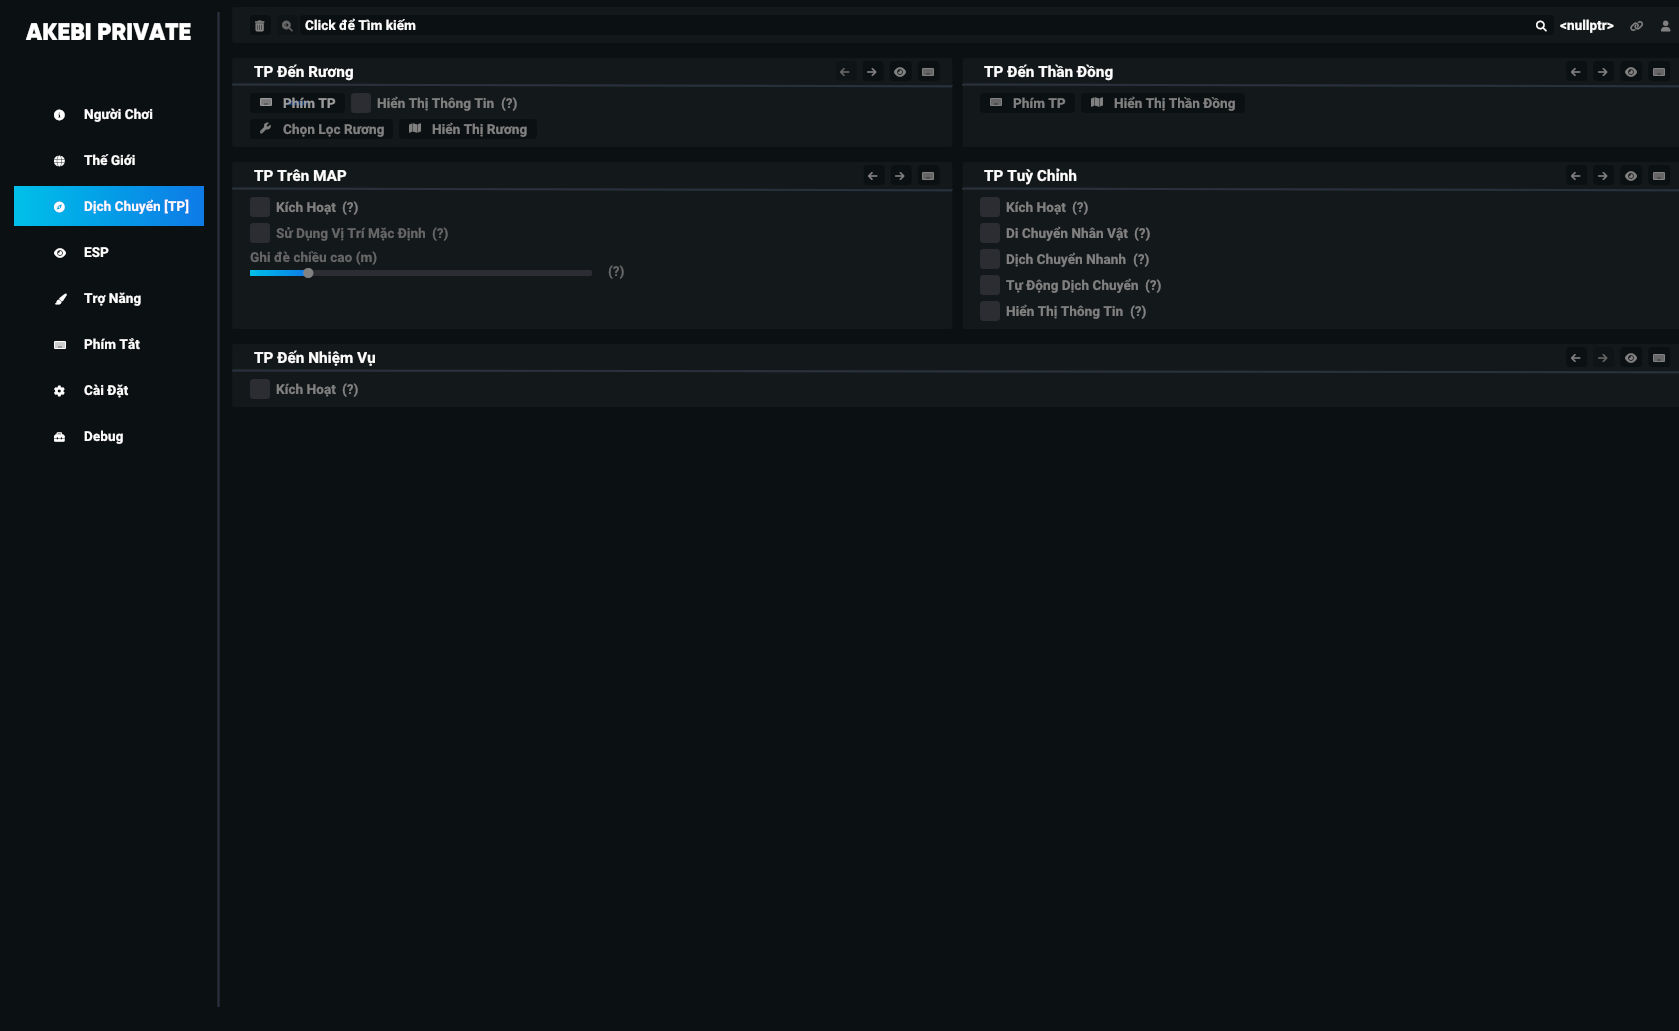 AKEBI PRIVATE
Click để Tìm kiếm
<nullptr>
Người Chơi
Thế Giới
Dịch Chuyển [TP]
ESP
Trợ Năng
Phím Tắt
Cài Đặt
Debug
TP Đến Rương
Phím TP Hiển Thị Thông Tin (?)
Chọn Lọc Rương Hiển Thị Rương
TP Đến Thần Đồng
Phím TP Hiển Thị Thần Đồng
TP Trên MAP
Kích Hoạt (?)
Sử Dụng Vị Trí Mặc Định (?)
Ghi đè chiều cao (m)
(?)
TP Tuỳ Chỉnh
Kích Hoạt (?)
Di Chuyển Nhân Vật (?)
Dịch Chuyển Nhanh (?)
Tự Động Dịch Chuyển (?)
Hiển Thị Thông Tin (?)
TP Đến Nhiệm Vụ
Kích Hoạt (?)